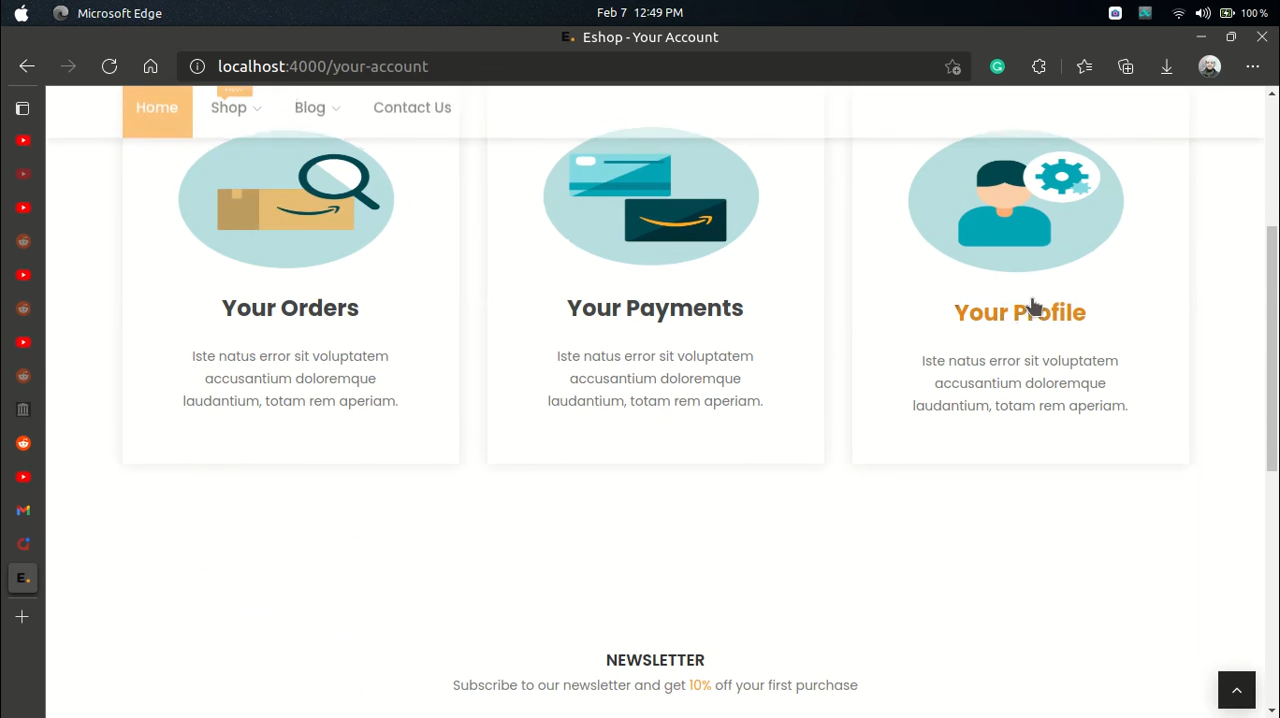 Microsoft Edge
Feb 7 12:49 PM
100 %
E. Eshop - Your Account
localhost:4000/your-account
Home
Shop
Blog
Contact Us
Your Orders
Iste natus error sit voluptatem
accusantium doloremque
laudantium, totam rem aperiam.
Your Payments
Iste natus error sit voluptatem
accusantium doloremque
laudantium, totam rem aperiam.
Your Profile
Iste natus error sit voluptatem
accusantium doloremque
laudantium, totam rem aperiam.
E.
NEWSLETTER
Subscribe to our newsletter and get 10% off your first purchase